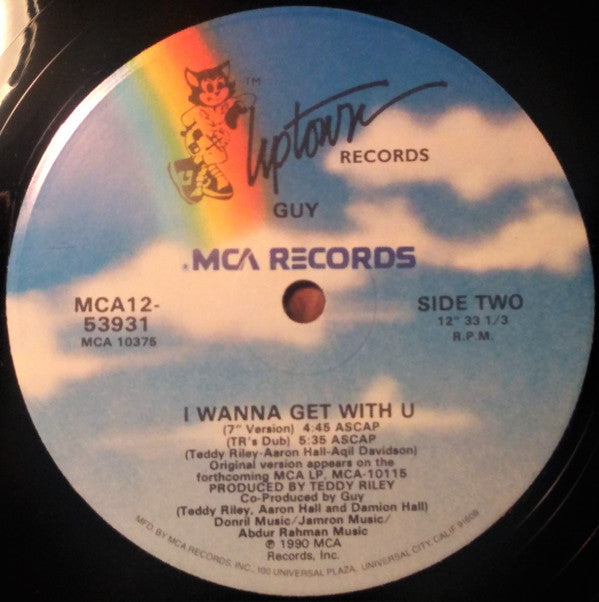 TM
Uptown
RECORDS
GUY
MCA RECORDS
MCA12-
53931
MCA 10375
SIDE TWO
12" 33 1/3
R.P.M.
I WANNA GET WITH U
(7" Version) 4:45 ASCAP
(TR's Dub) 5:35 ASCAP
(Teddy Riley-Aaron Hall-Aqil Davidson)
Original version appears on the
forthcoming MCA LP, MCA-10115
PRODUCED BY TEDDY RILEY
Co-Produced by Guy
(Teddy Riley, Aaron Hall and Damion Hall)
Donril Music/Jamron Music/
Abdur Rahman Music
℗ 1990 MCA
Records, Inc.
MFD. BY MCA RECORDS, INC., 100 UNIVERSAL PLAZA, UNIVERSAL CITY, CALIF 91608